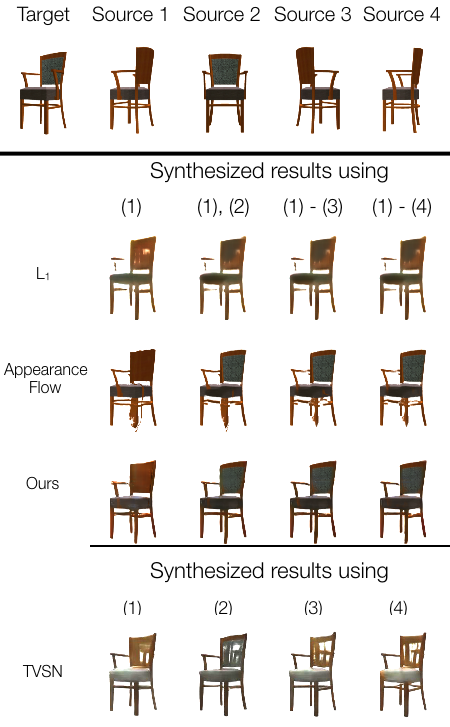 Target Source 1 Source 2 Source 3 Source 4
Synthesized results using
(1) (1), (2) (1) - (3) (1) - (4)
L1
Appearance
Flow
Ours
Synthesized results using
(1) (2) (3) (4)
TVSN